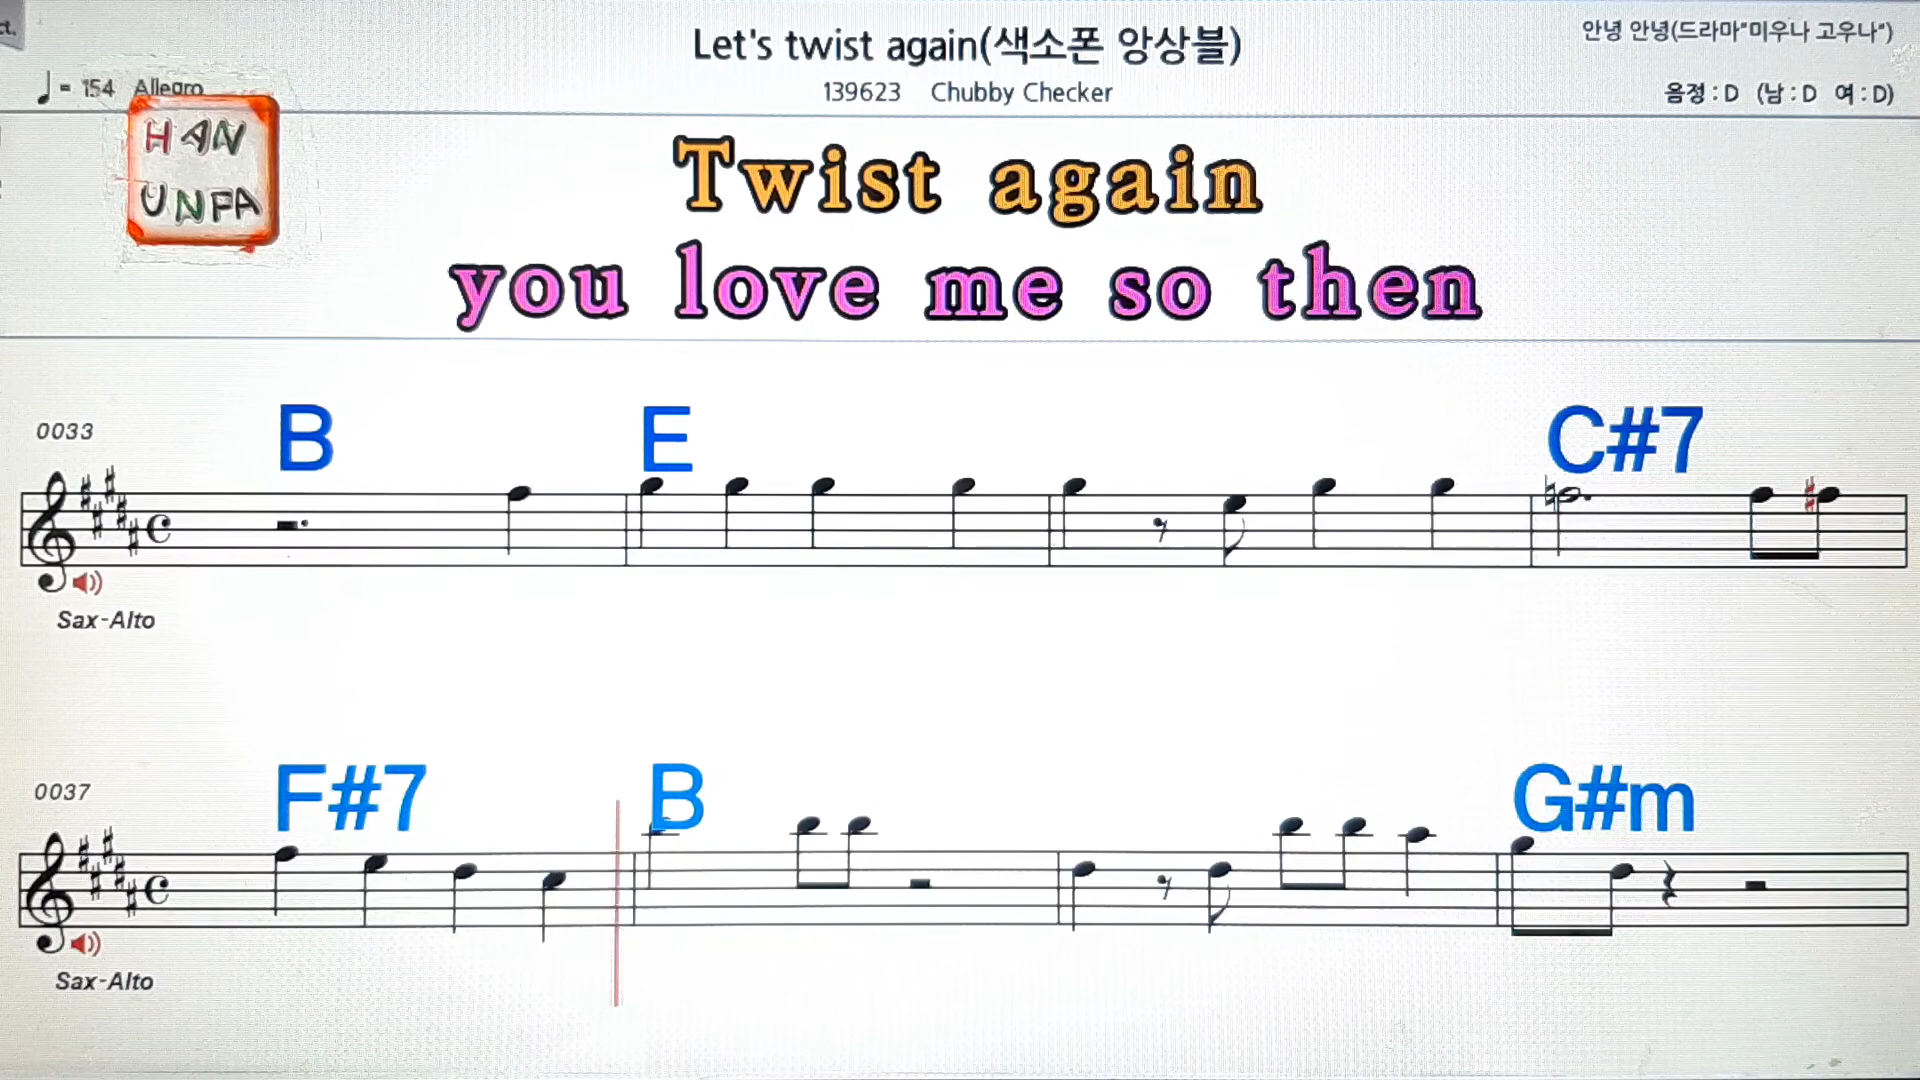 Let's twist again(색소폰 앙상블)
안녕 안녕(드라마"미우나 고우나")
♩= 154 Allegro
139623 Chubby Checker
음정 : D (남 : D 여 : D)
HAN
UNFA
Twist again
you love me so then
0033
B E C#7
Sax-Alto
0037
F#7 B G#m
Sax-Alto